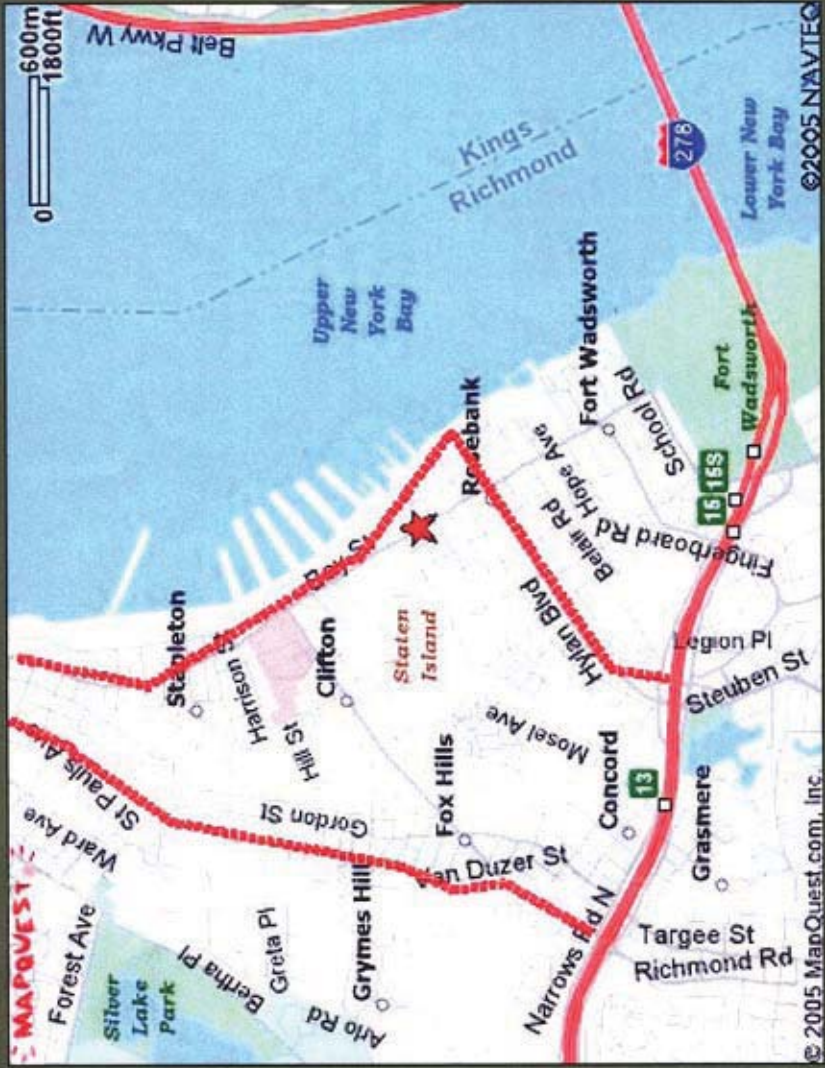 MAPQUEST
0 600m
1800ft
Forest Ave
Ward Ave
St Pauls Ave
Belt Pkwy W
Silver
Lake
Park
Stapleton
Harrison St
Hill St
Bertha Pl
Greta Pl
Gordon St
Clifton
Bay St
Upper
New
York
Bay
Arlo Rd
Grymes Hill
Staten
Island
Fox Hills
Van Duzer St
Rosebank
Kings
Richmond
Mosel Ave
Hylan Blvd
Belair Rd
Hope Ave
Fort Wadsworth
Narrows Rd N
Concord
Fingerboard Rd
School Rd
13
278
Targee St
Richmond Rd
Grasmere
Steuben St
Legion Pl
15
15S
Fort
Wadsworth
Lower New
York Bay
© 2005 MapQuest.com, Inc.
©2005 NAVTEQ